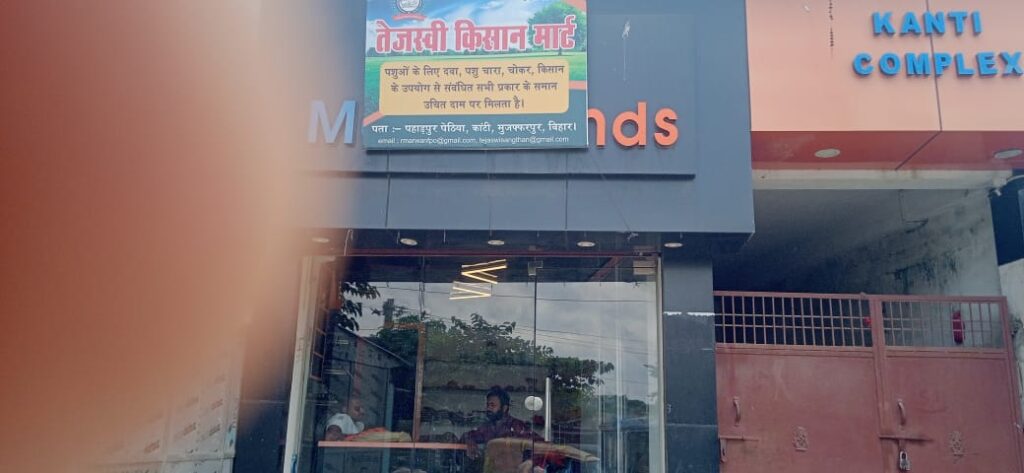 तेजस्वी किसान मार्ट
पशुओं के लिए दवा, पशु चारा, चोकर, किसान
के उपयोग से संबंधित सभी प्रकार के समान
उचित दाम पर मिलता है।
पता :– पहाड़पुर पेठिया, कांटी, मुजफ्फरपुर, बिहार।
KANTI
COMPLEX